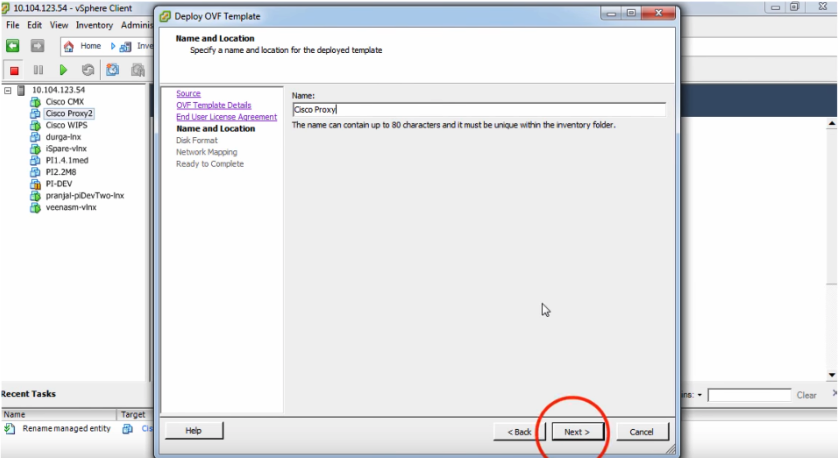 10.104.123.54 - vSphere Client
File Edit View Inventory Adminis
Home Inve
10.104.123.54
Cisco CMX
Cisco Proxy2
Cisco WIPS
durga-lnx
iSpare-vlnx
PI1.4.1med
PI2.2M8
PI-DEV
pranjal-piDevTwo-lnx
veenasm-vlnx
Deploy OVF Template
Name and Location
Specify a name and location for the deployed template
Source
OVF Template Details
End User License Agreement
Name and Location
Disk Format
Network Mapping
Ready to Complete
Name:
Cisco Proxy
The name can contain up to 80 characters and it must be unique within the inventory folder.
Help
< Back
Next >
Cancel
Recent Tasks
ns:
Clear
Name Target
Rename managed entity Cis